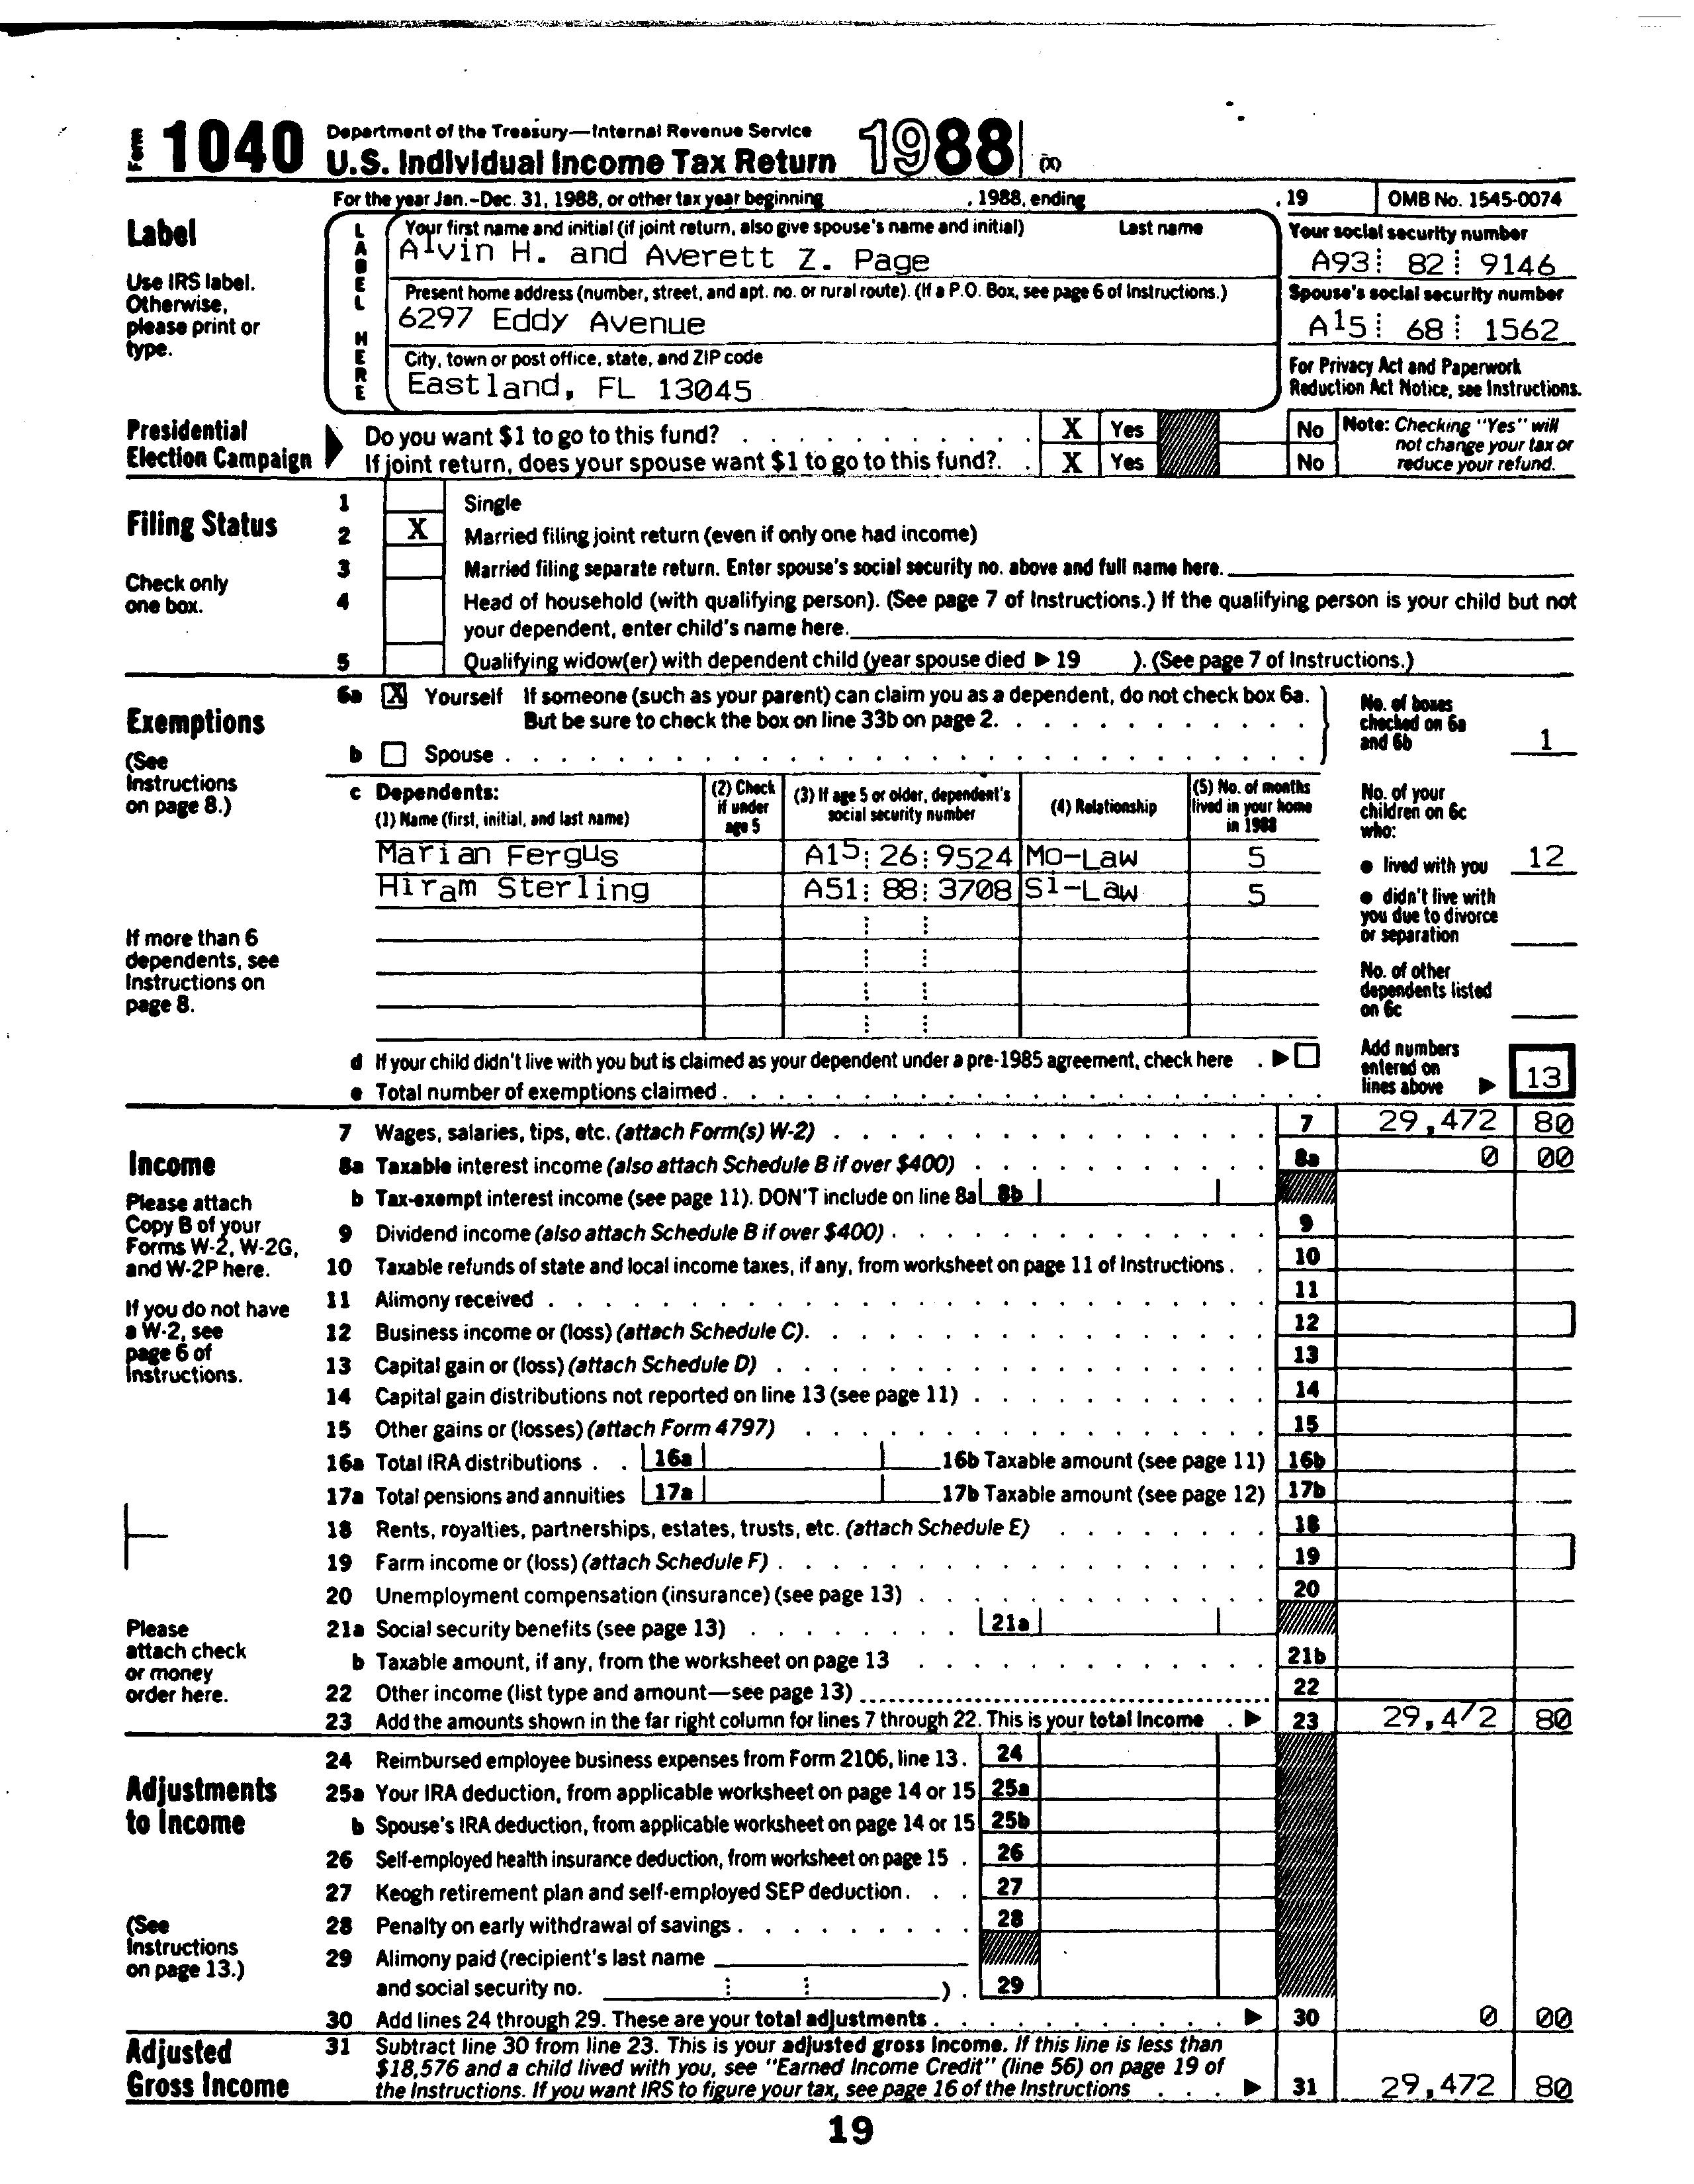 Form 1040 Department of the Treasury—Internal Revenue Service
U.S. Individual Income Tax Return 1988 (X)
For the year Jan.-Dec. 31, 1988, or other tax year beginning , 1988, ending , 19 OMB No. 1545-0074
Label
Use IRS label.
Otherwise,
please print or
type.
LABEL HERE
Your first name and initial (if joint return, also give spouse's name and initial) Last name
Alvin H. and Averett Z. Page
Your social security number
A93 82 9146
Present home address (number, street, and apt. no. or rural route). (If a P.O. Box, see page 6 of Instructions.)
6297 Eddy Avenue
Spouse's social security number
A15 68 1562
City, town or post office, state, and ZIP code
Eastland, FL 13045
For Privacy Act and Paperwork
Reduction Act Notice, see Instructions.
Presidential
Election Campaign
Do you want $1 to go to this fund? X Yes No
If joint return, does your spouse want $1 to go to this fund?. X Yes No
Note: Checking "Yes" will
not change your tax or
reduce your refund.
Filing Status
Check only
one box.
1 Single
2 X Married filing joint return (even if only one had income)
3 Married filing separate return. Enter spouse's social security no. above and full name here.
4 Head of household (with qualifying person). (See page 7 of Instructions.) If the qualifying person is your child but not
your dependent, enter child's name here.
5 Qualifying widow(er) with dependent child (year spouse died ▶ 19 ). (See page 7 of Instructions.)
Exemptions
(See
Instructions
on page 8.)
6a X Yourself If someone (such as your parent) can claim you as a dependent, do not check box 6a.
But be sure to check the box on line 33b on page 2.
b Spouse
No. of boxes
checked on 6a
and 6b 1
c Dependents:
(1) Name (first, initial, and last name)
(2) Check
if under
age 5
(3) If age 5 or older, dependent's
social security number
(4) Relationship
(5) No. of months
lived in your home
in 1988
Marian Fergus A15 26 9524 Mo-Law 5
Hiram Sterling A51 88 3708 Si-Law 5
No. of your
children on 6c
who:
● lived with you 12
● didn't live with
you due to divorce
or separation
No. of other
dependents listed
on 6c
If more than 6
dependents, see
Instructions on
page 8.
d If your child didn't live with you but is claimed as your dependent under a pre-1985 agreement, check here . ▶
e Total number of exemptions claimed
Add numbers
entered on
lines above ▶ 13
Income
Please attach
Copy B of your
Forms W-2, W-2G,
and W-2P here.
If you do not have
a W-2, see
page 6 of
Instructions.
7 Wages, salaries, tips, etc. (attach Form(s) W-2) 7 29,472 80
8a Taxable interest income (also attach Schedule B if over $400) 8a 0 00
b Tax-exempt interest income (see page 11). DON'T include on line 8a 8b
9 Dividend income (also attach Schedule B if over $400) 9
10 Taxable refunds of state and local income taxes, if any, from worksheet on page 11 of Instructions 10
11 Alimony received 11
12 Business income or (loss) (attach Schedule C). 12
13 Capital gain or (loss) (attach Schedule D) 13
14 Capital gain distributions not reported on line 13 (see page 11) 14
15 Other gains or (losses) (attach Form 4797) 15
16a Total IRA distributions 16a 16b Taxable amount (see page 11) 16b
17a Total pensions and annuities 17a 17b Taxable amount (see page 12) 17b
18 Rents, royalties, partnerships, estates, trusts, etc. (attach Schedule E) 18
19 Farm income or (loss) (attach Schedule F) 19
20 Unemployment compensation (insurance) (see page 13) 20
21a Social security benefits (see page 13) 21a
b Taxable amount, if any, from the worksheet on page 13 21b
22 Other income (list type and amount—see page 13) 22
23 Add the amounts shown in the far right column for lines 7 through 22. This is your total income ▶ 23 29,472 80
Please
attach check
or money
order here.
Adjustments
to Income
(See
Instructions
on page 13.)
24 Reimbursed employee business expenses from Form 2106, line 13. 24
25a Your IRA deduction, from applicable worksheet on page 14 or 15 25a
b Spouse's IRA deduction, from applicable worksheet on page 14 or 15 25b
26 Self-employed health insurance deduction, from worksheet on page 15 26
27 Keogh retirement plan and self-employed SEP deduction 27
28 Penalty on early withdrawal of savings 28
29 Alimony paid (recipient's last name
and social security no. ) . 29
30 Add lines 24 through 29. These are your total adjustments ▶ 30 0 00
Adjusted
Gross Income
31 Subtract line 30 from line 23. This is your adjusted gross income. If this line is less than
$18,576 and a child lived with you, see "Earned Income Credit" (line 56) on page 19 of
the Instructions. If you want IRS to figure your tax, see page 16 of the Instructions ▶ 31 29,472 80
19